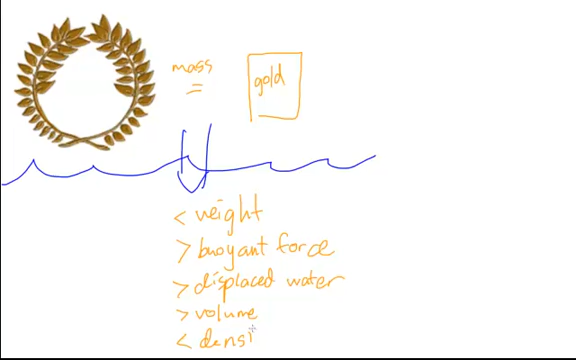 mass
=
gold
< weight
> buoyant force
> displaced water
> volume
< densi